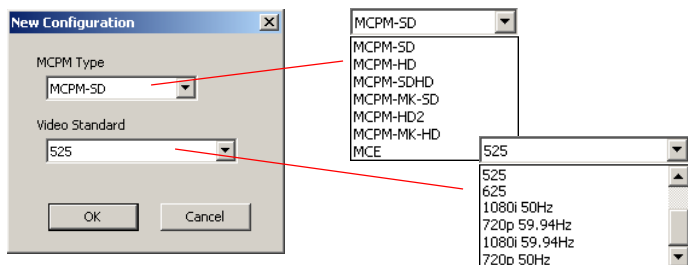 New Configuration
MCPM Type
MCPM-SD
Video Standard
525
OK
Cancel
MCPM-SD
MCPM-SD
MCPM-HD
MCPM-SDHD
MCPM-MK-SD
MCPM-HD2
MCPM-MK-HD
MCE
525
525
625
1080i 50Hz
720p 59.94Hz
1080i 59.94Hz
720p 50Hz